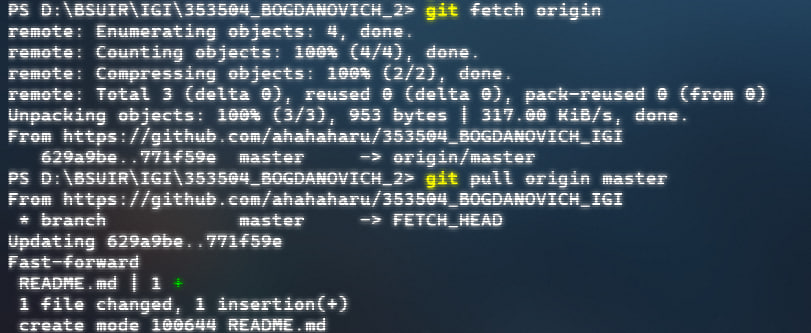 PS D:\BSUIR\IGI\353504_BOGDANOVICH_2> git fetch origin
remote: Enumerating objects: 4, done.
remote: Counting objects: 100% (4/4), done.
remote: Compressing objects: 100% (2/2), done.
remote: Total 3 (delta 0), reused 0 (delta 0), pack-reused 0 (from 0)
Unpacking objects: 100% (3/3), 953 bytes | 317.00 KiB/s, done.
From https://github.com/ahahaharu/353504_BOGDANOVICH_IGI
   629a9be..771f59e  master     -> origin/master
PS D:\BSUIR\IGI\353504_BOGDANOVICH_2> git pull origin master
From https://github.com/ahahaharu/353504_BOGDANOVICH_IGI
 * branch            master     -> FETCH_HEAD
Updating 629a9be..771f59e
Fast-forward
 README.md | 1 +
 1 file changed, 1 insertion(+)
 create mode 100644 README.md